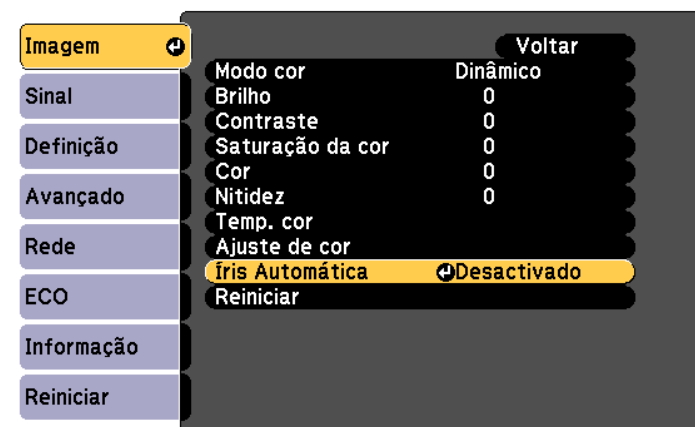 Imagem
Sinal
Definição
Avançado
Rede
ECO
Informação
Reiniciar
Voltar
Modo cor Dinâmico
Brilho 0
Contraste 0
Saturação da cor 0
Cor 0
Nitidez 0
Temp. cor
Ajuste de cor
Íris Automática Desactivado
Reiniciar